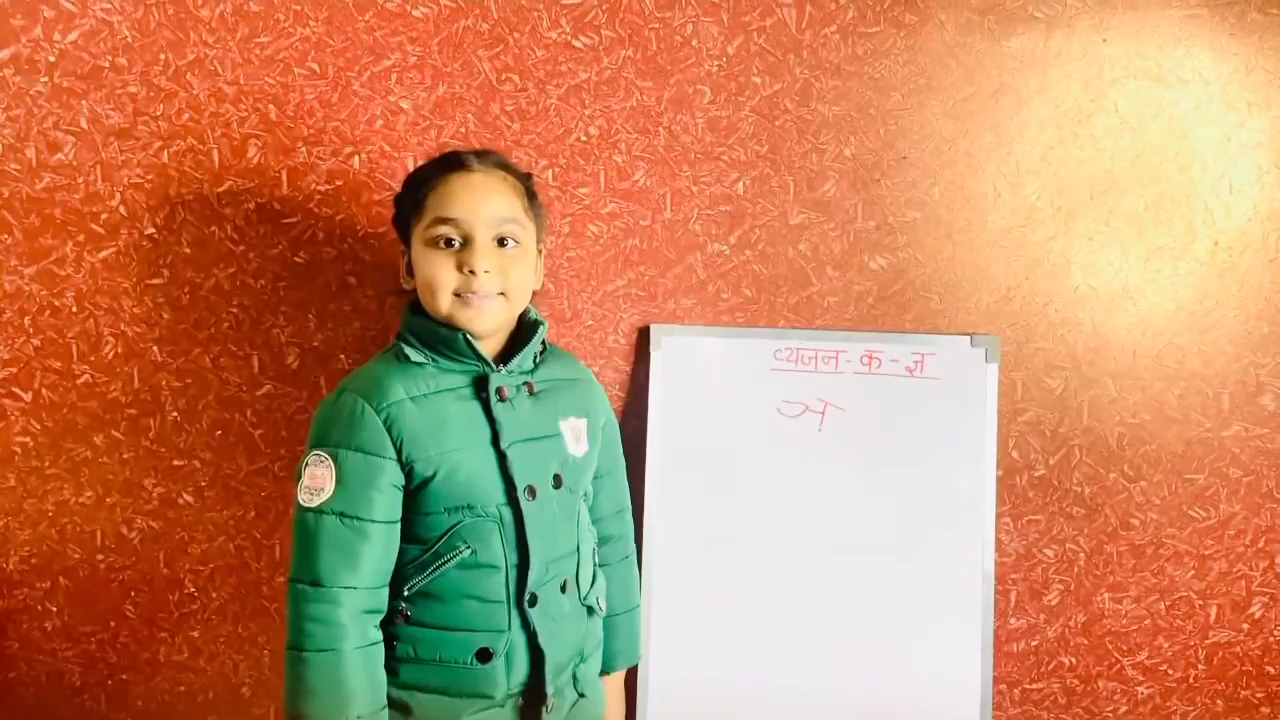 व्यजन - क - ज्ञ
ञ